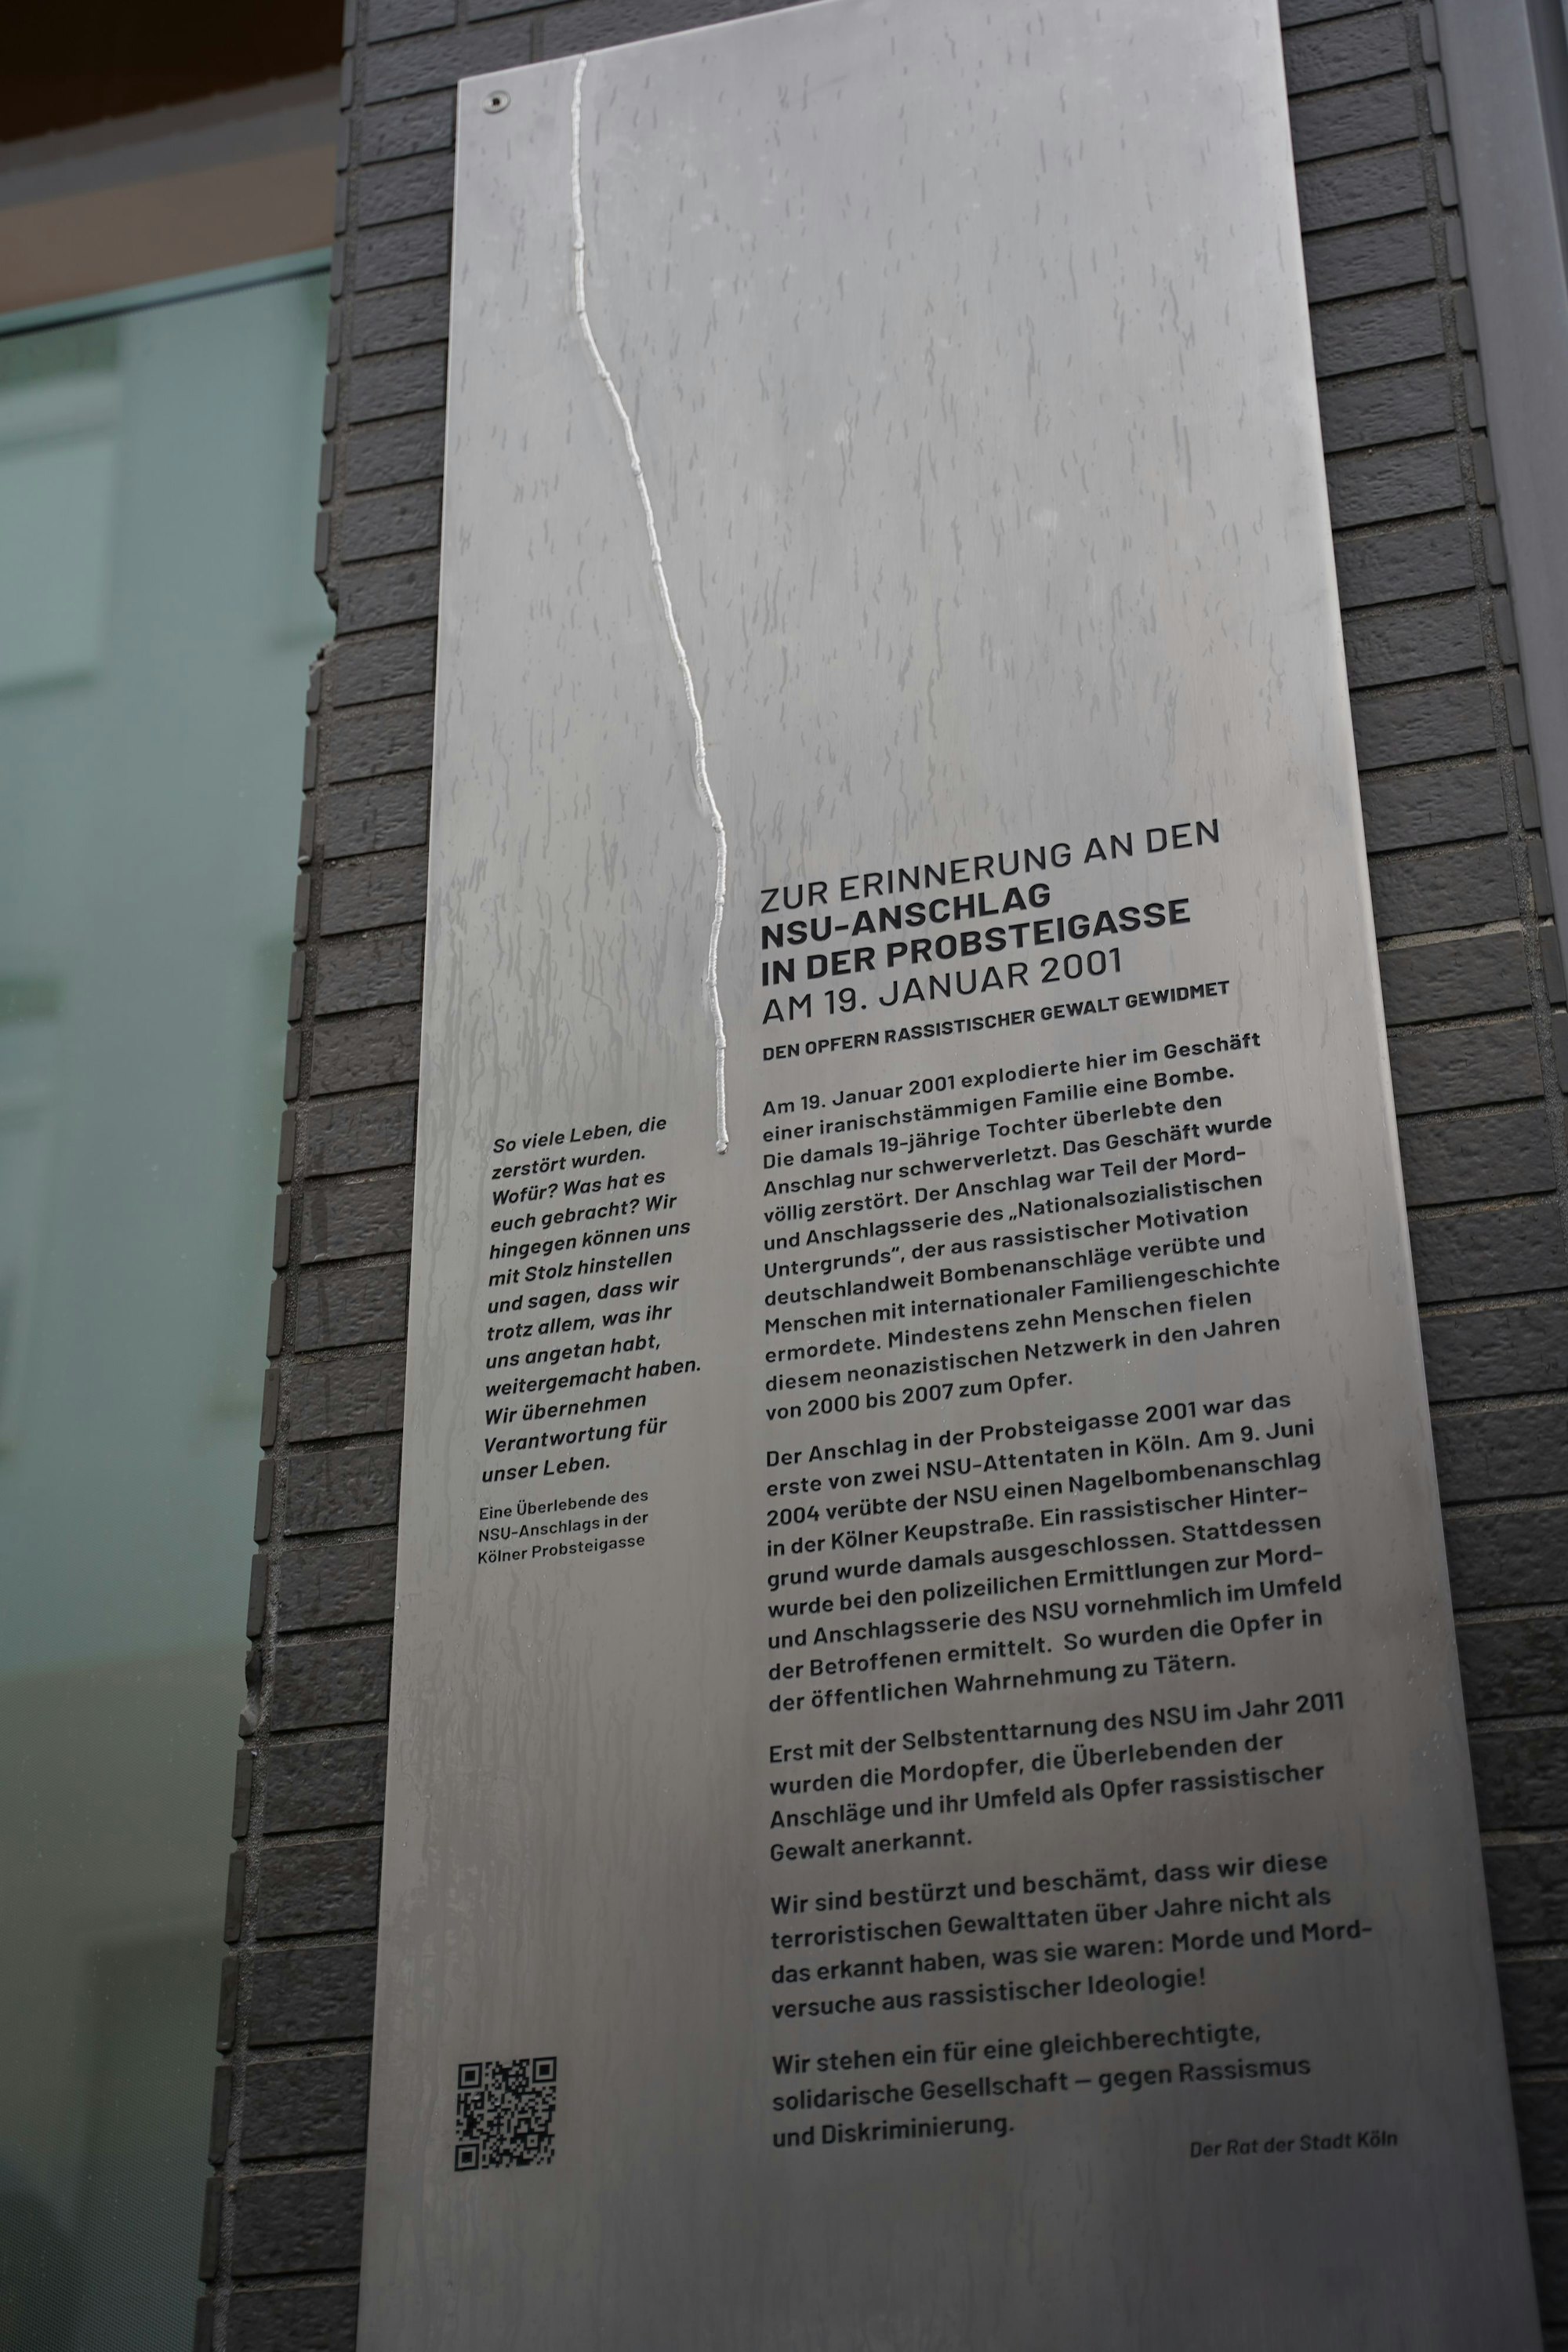 ZUR ERINNERUNG AN DEN
NSU-ANSCHLAG
IN DER PROBSTEIGASSE
AM 19. JANUAR 2001
DEN OPFERN RASSISTISCHER GEWALT GEWIDMET
Am 19. Januar 2001 explodierte hier im Geschäft
einer iranischstämmigen Familie eine Bombe.
Die damals 19-jährige Tochter überlebte den
Anschlag nur schwerverletzt. Das Geschäft wurde
völlig zerstört. Der Anschlag war Teil der Mord-
und Anschlagsserie des „Nationalsozialistischen
Untergrunds“, der aus rassistischer Motivation
deutschlandweit Bombenanschläge verübte und
Menschen mit internationaler Familiengeschichte
ermordete. Mindestens zehn Menschen fielen
diesem neonazistischen Netzwerk in den Jahren
von 2000 bis 2007 zum Opfer.
Der Anschlag in der Probsteigasse 2001 war das
erste von zwei NSU-Attentaten in Köln. Am 9. Juni
2004 verübte der NSU einen Nagelbombenanschlag
in der Kölner Keupstraße. Ein rassistischer Hinter-
grund wurde damals ausgeschlossen. Stattdessen
wurde bei den polizeilichen Ermittlungen zur Mord-
und Anschlagsserie des NSU vornehmlich im Umfeld
der Betroffenen ermittelt. So wurden die Opfer in
der öffentlichen Wahrnehmung zu Tätern.
Erst mit der Selbstenttarnung des NSU im Jahr 2011
wurden die Mordopfer, die Überlebenden der
Anschläge und ihr Umfeld als Opfer rassistischer
Gewalt anerkannt.
Wir sind bestürzt und beschämt, dass wir diese
terroristischen Gewalttaten über Jahre nicht als
das erkannt haben, was sie waren: Morde und Mord-
versuche aus rassistischer Ideologie!
Wir stehen ein für eine gleichberechtigte,
solidarische Gesellschaft – gegen Rassismus
und Diskriminierung.
Der Rat der Stadt Köln
So viele Leben, die
zerstört wurden.
Wofür? Was hat es
euch gebracht? Wir
hingegen können uns
mit Stolz hinstellen
und sagen, dass wir
trotz allem, was ihr
uns angetan habt,
weitergemacht haben.
Wir übernehmen
Verantwortung für
unser Leben.
Eine Überlebende des
NSU-Anschlags in der
Kölner Probsteigasse